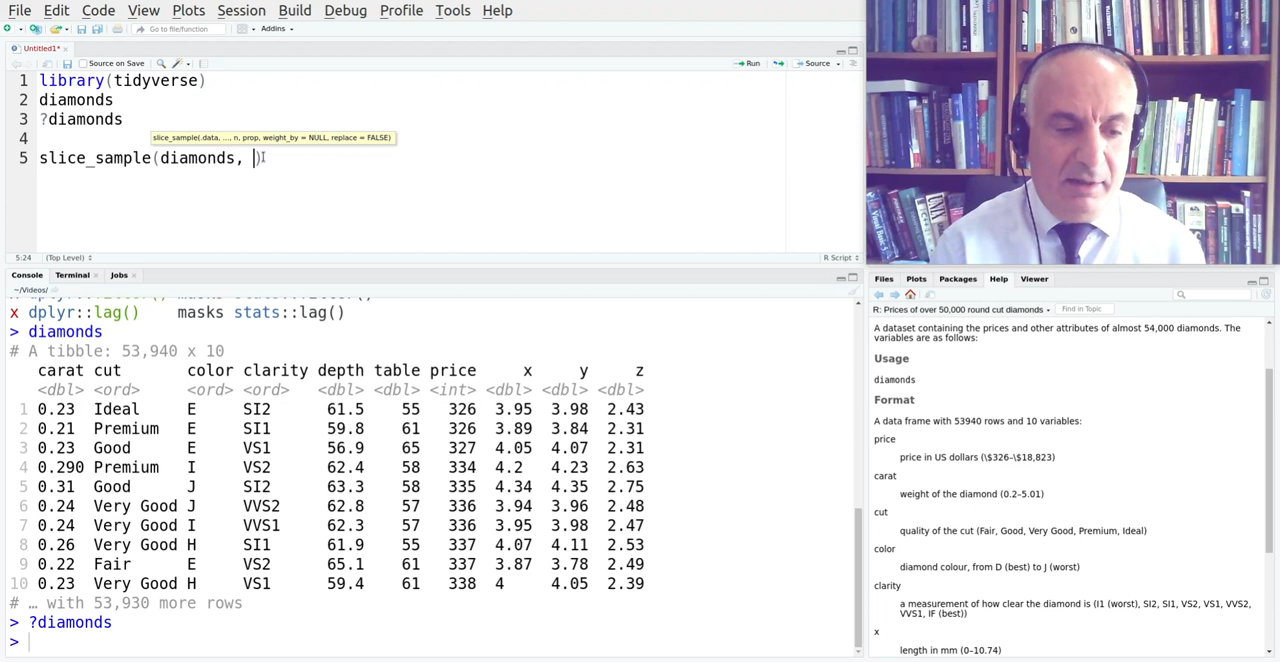 File Edit Code View Plots Session Build Debug Profile Tools Help
Go to file/function Addins
Untitled1*
Source on Save Run Source
1 library(tidyverse)
2 diamonds
3 ?diamonds
4 slice_sample(.data, ..., n, prop, weight_by = NULL, replace = FALSE)
5 slice_sample(diamonds, )
5:24 (Top Level) R Script
Console Terminal Jobs
~/Videos/
x dplyr::lag() masks stats::lag()
> diamonds
# A tibble: 53,940 x 10
carat cut color clarity depth table price x y z
<dbl> <ord> <ord> <ord> <dbl> <dbl> <int> <dbl> <dbl> <dbl>
1 0.23 Ideal E SI2 61.5 55 326 3.95 3.98 2.43
2 0.21 Premium E SI1 59.8 61 326 3.89 3.84 2.31
3 0.23 Good E VS1 56.9 65 327 4.05 4.07 2.31
4 0.290 Premium I VS2 62.4 58 334 4.2 4.23 2.63
5 0.31 Good J SI2 63.3 58 335 4.34 4.35 2.75
6 0.24 Very Good J VVS2 62.8 57 336 3.94 3.96 2.48
7 0.24 Very Good I VVS1 62.3 57 336 3.95 3.98 2.47
8 0.26 Very Good H SI1 61.9 55 337 4.07 4.11 2.53
9 0.22 Fair E VS2 65.1 61 337 3.87 3.78 2.49
10 0.23 Very Good H VS1 59.4 61 338 4 4.05 2.39
# … with 53,930 more rows
> ?diamonds
>
Files Plots Packages Help Viewer
R: Prices of over 50,000 round cut diamonds Find in Topic
A dataset containing the prices and other attributes of almost 54,000 diamonds. The
variables are as follows:
Usage
diamonds
Format
A data frame with 53940 rows and 10 variables:
price
price in US dollars (\$326–\$18,823)
carat
weight of the diamond (0.2–5.01)
cut
quality of the cut (Fair, Good, Very Good, Premium, Ideal)
color
diamond colour, from D (best) to J (worst)
clarity
a measurement of how clear the diamond is (I1 (worst), SI2, SI1, VS2, VS1, VVS2,
VVS1, IF (best))
x
length in mm (0–10.74)